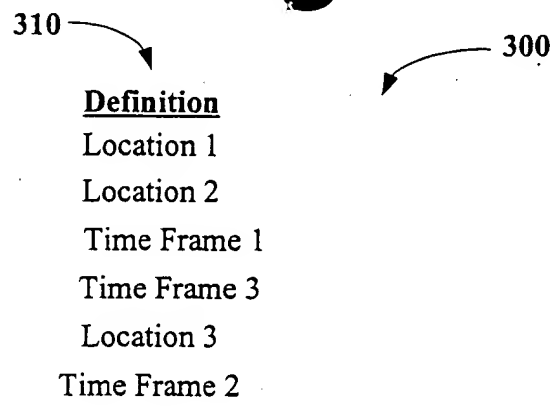 310
300
Definition
Location 1
Location 2
Time Frame 1
Time Frame 3
Location 3
Time Frame 2